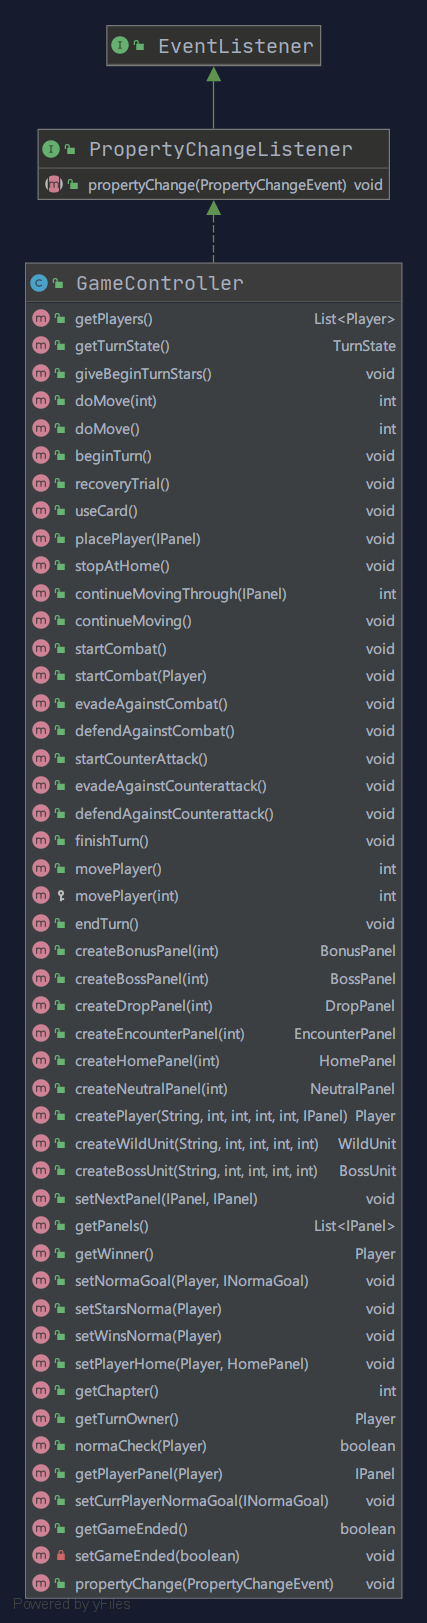 EventListener
PropertyChangeListener
propertyChange(PropertyChangeEvent) void
GameController
getPlayers() List<Player>
getTurnState() TurnState
giveBeginTurnStars() void
doMove(int) int
doMove() int
beginTurn() void
recoveryTrial() void
useCard() void
placePlayer(IPanel) void
stopAtHome() void
continueMovingThrough(IPanel) int
continueMoving() void
startCombat() void
startCombat(Player) void
evadeAgainstCombat() void
defendAgainstCombat() void
startCounterAttack() void
evadeAgainstCounterattack() void
defendAgainstCounterattack() void
finishTurn() void
movePlayer() int
movePlayer(int) int
endTurn() void
createBonusPanel(int) BonusPanel
createBossPanel(int) BossPanel
createDropPanel(int) DropPanel
createEncounterPanel(int) EncounterPanel
createHomePanel(int) HomePanel
createNeutralPanel(int) NeutralPanel
createPlayer(String, int, int, int, int, IPanel) Player
createWildUnit(String, int, int, int, int) WildUnit
createBossUnit(String, int, int, int, int) BossUnit
setNextPanel(IPanel, IPanel) void
getPanels() List<IPanel>
getWinner() Player
setNormaGoal(Player, INormaGoal) void
setStarsNorma(Player) void
setWinsNorma(Player) void
setPlayerHome(Player, HomePanel) void
getChapter() int
getTurnOwner() Player
normaCheck(Player) boolean
getPlayerPanel(Player) IPanel
setCurrPlayerNormaGoal(INormaGoal) void
getGameEnded() boolean
setGameEnded(boolean) void
propertyChange(PropertyChangeEvent) void
Powered by yFiles